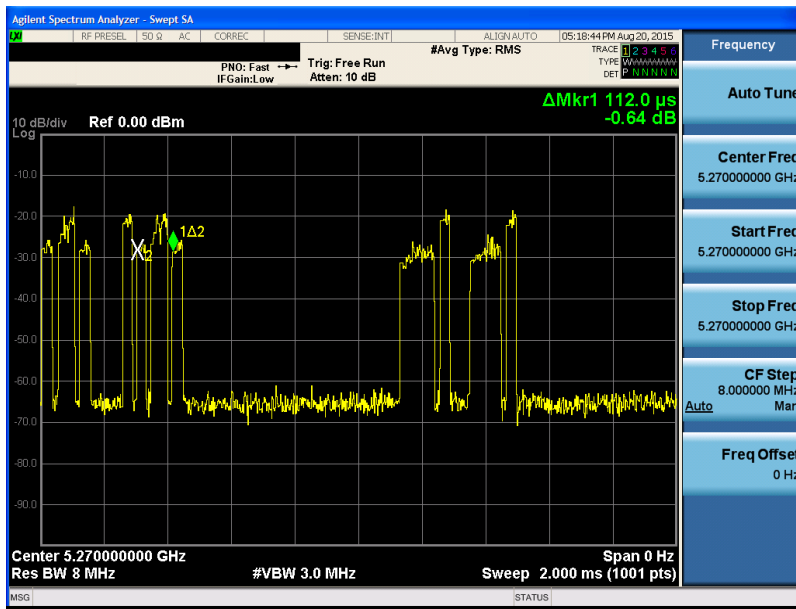 Agilent Spectrum Analyzer - Swept SA
LXI RF PRESEL 50 Ω AC CORREC SENSE:INT ALIGN AUTO 05:18:44 PM Aug 20, 2015
Frequency
#Avg Type: RMS
TRACE 1 2 3 4 5 6
TYPE WWWWWW
DET P N N N N N
PNO: Fast
IFGain:Low
Trig: Free Run
Atten: 10 dB
Auto Tune
ΔMkr1 112.0 µs
-0.64 dB
10 dB/div
Log
Ref 0.00 dBm
Center Freq
5.270000000 GHz
Start Freq
5.270000000 GHz
Stop Freq
5.270000000 GHz
CF Step
8.000000 MHz
Auto Man
Freq Offset
0 Hz
-10.0
-20.0
-30.0
-40.0
-50.0
-60.0
-70.0
-80.0
-90.0
1Δ2
X2
Center 5.270000000 GHz
Span 0 Hz
Res BW 8 MHz
#VBW 3.0 MHz
Sweep 2.000 ms (1001 pts)
MSG
STATUS